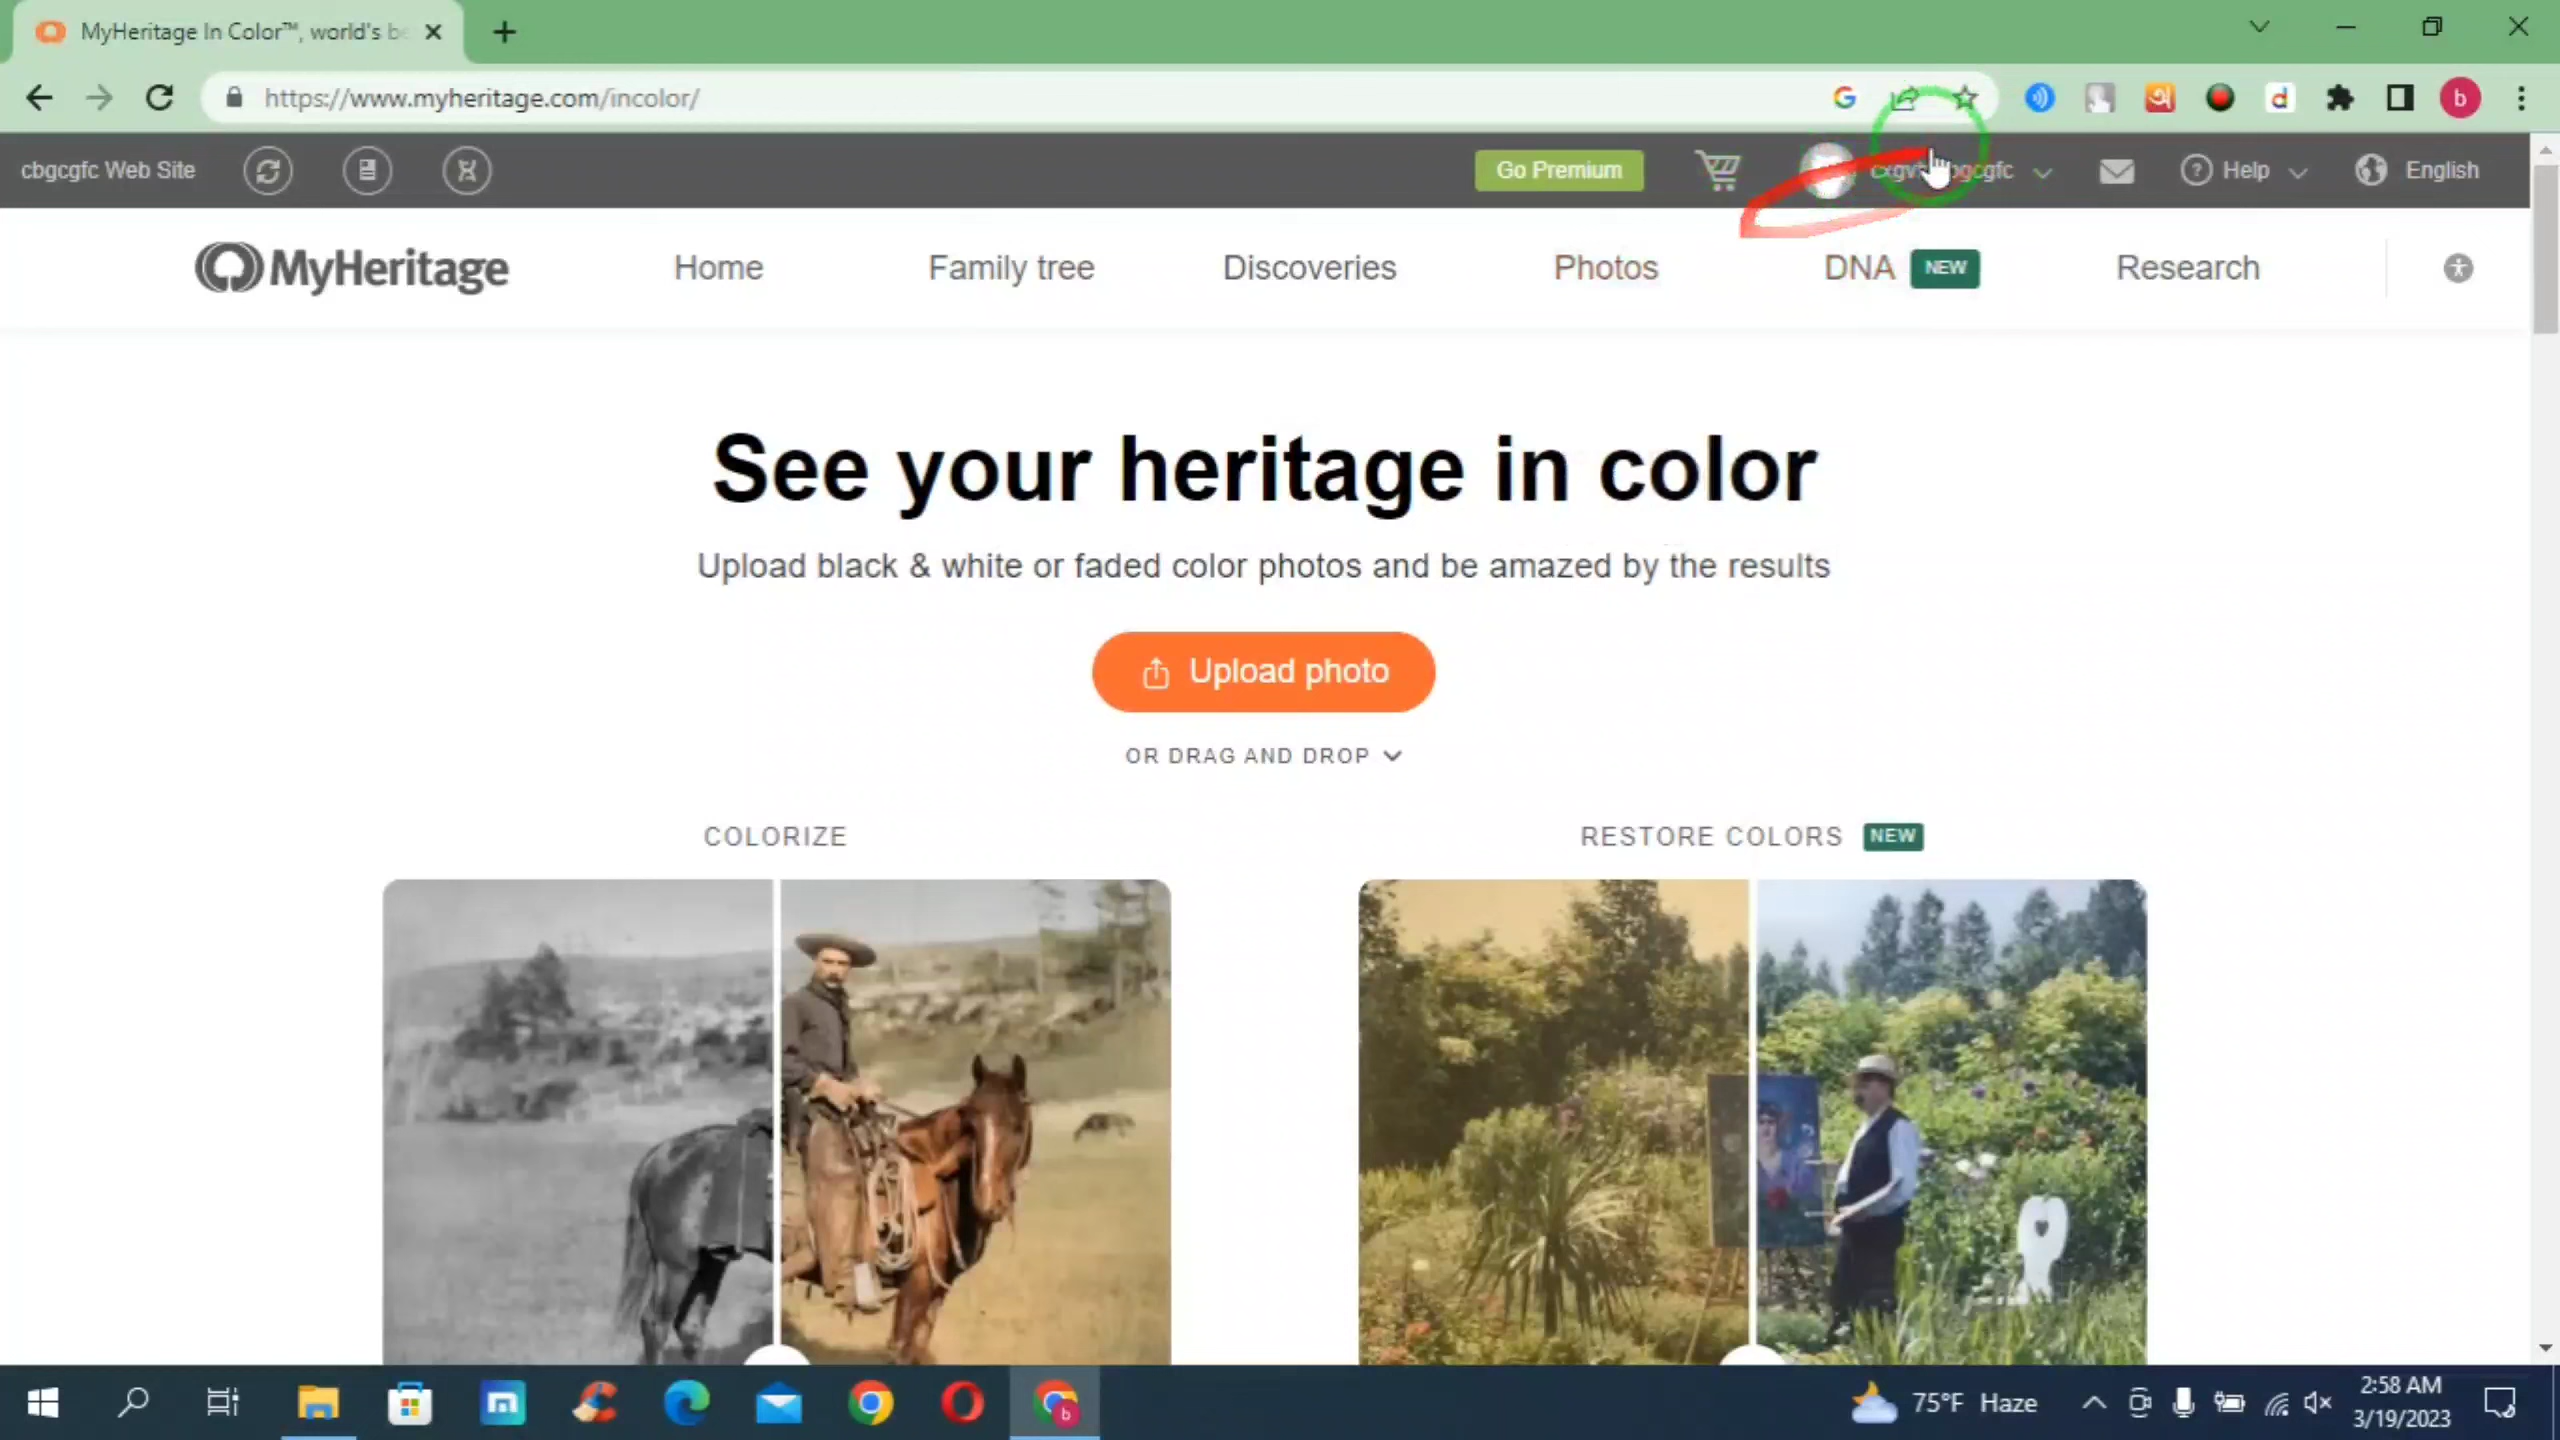 MyHeritage In Color™, world's be
https://www.myheritage.com/incolor/
b
cbgcgfc Web Site
Go Premium
Help
English
MyHeritage
Home
Family tree
Discoveries
Photos
DNA NEW
Research
See your heritage in color
Upload black & white or faded color photos and be amazed by the results
Upload photo
OR DRAG AND DROP
COLORIZE
RESTORE COLORS NEW
75°F Haze
2:58 AM
3/19/2023